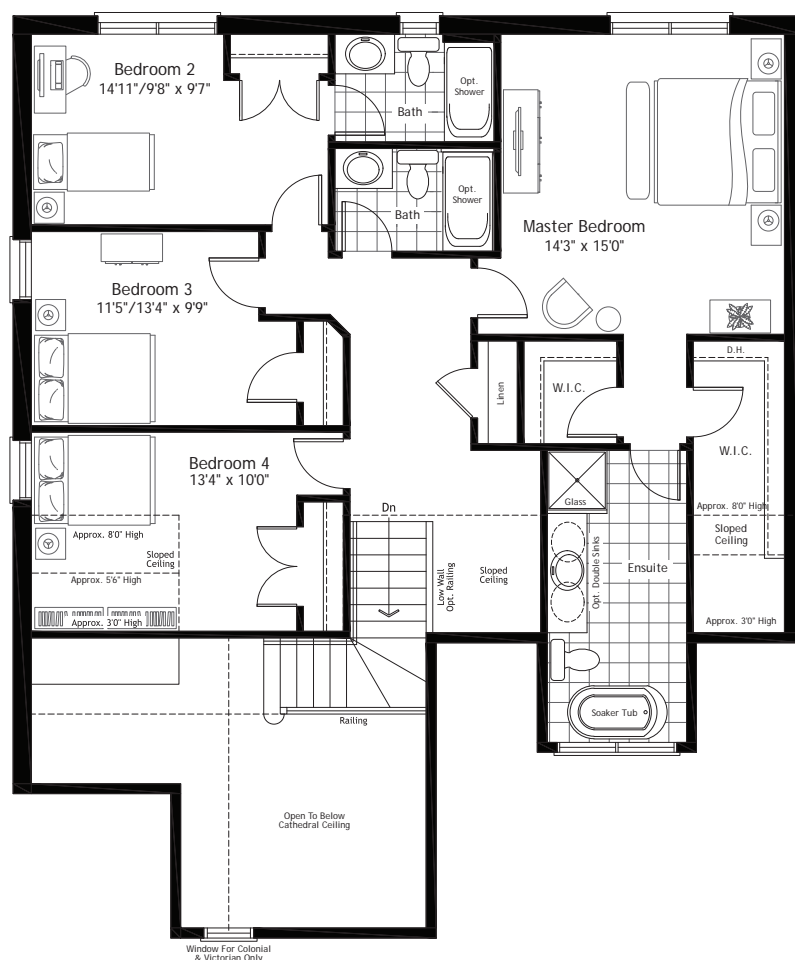 Bedroom 2
14'11"/9'8" x 9'7"
Bath
Opt.
Shower
Bath
Opt.
Shower
Master Bedroom
14'3" x 15'0"
Bedroom 3
11'5"/13'4" x 9'9"
Linen
W.I.C.
D.H.
W.I.C.
Approx. 8'0" High
Sloped
Ceiling
Approx. 3'0" High
Bedroom 4
13'4" x 10'0"
Approx. 8'0" High
Sloped
Ceiling
Approx. 5'6" High
Approx. 3'0" High
Dn
Low Wall
Opt. Railing
Sloped
Ceiling
Glass
Opt. Double Sinks
Ensuite
Soaker Tub
Railing
Open To Below
Cathedral Ceiling
Window For Colonial
& Victorian Only